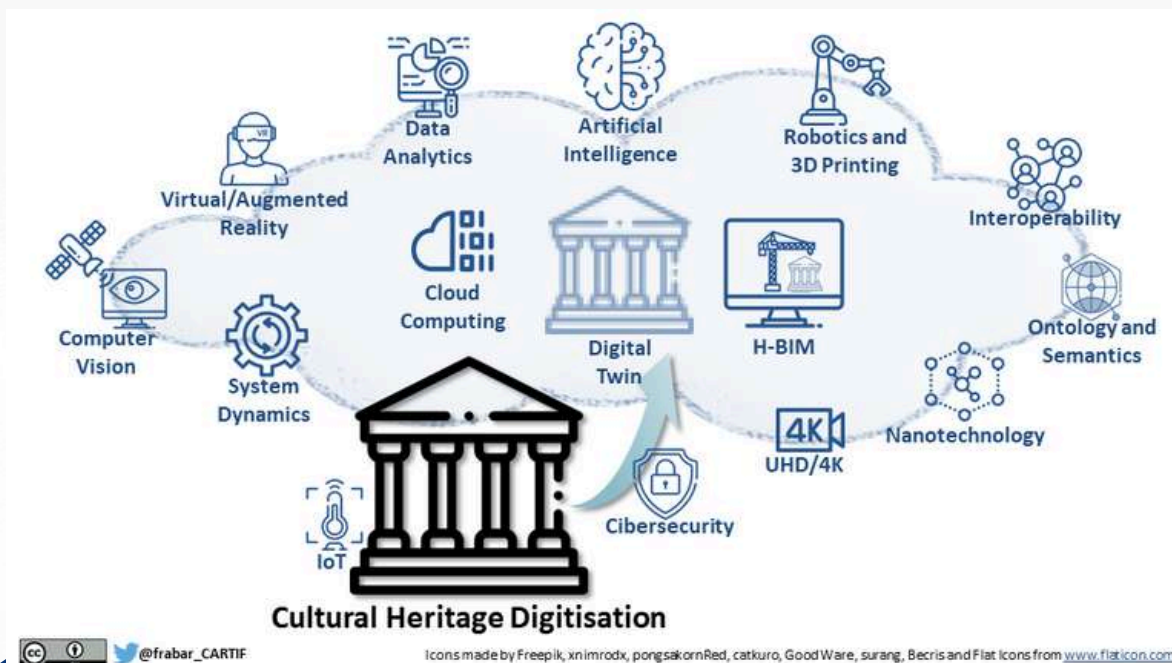 Data
Analytics
Artificial
Intelligence
Robotics and
3D Printing
VR
Virtual/Augmented
Reality
Interoperability
Cloud
Computing
Computer
Vision
System
Dynamics
Digital
Twin
H-BIM
Ontology and
Semantics
4K
UHD/4K
Nanotechnology
IoT
Cibersecurity
Cultural Heritage Digitisation
cc
@frabar_CARTIF
Icons made by Freepik, xnimrodx, pongsakornRed, catkuro, Good Ware, surang, Becris and Flat Icons from www.flaticon.com